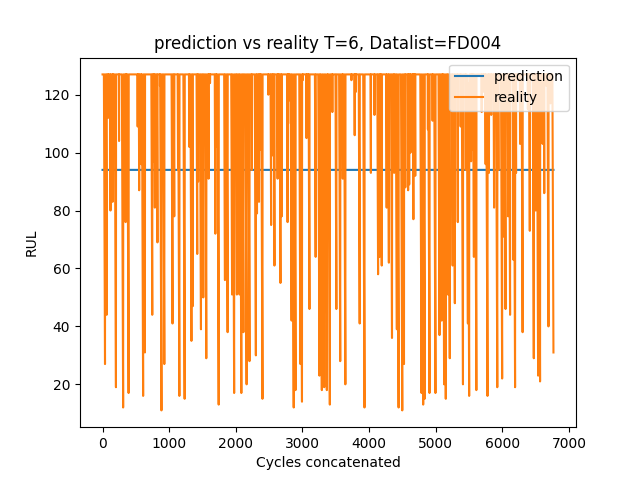 prediction vs reality T=6, Datalist=FD004
prediction
reality
RUL
120
100
80
60
40
20
0
1000
2000
3000
4000
5000
6000
7000
Cycles concatenated